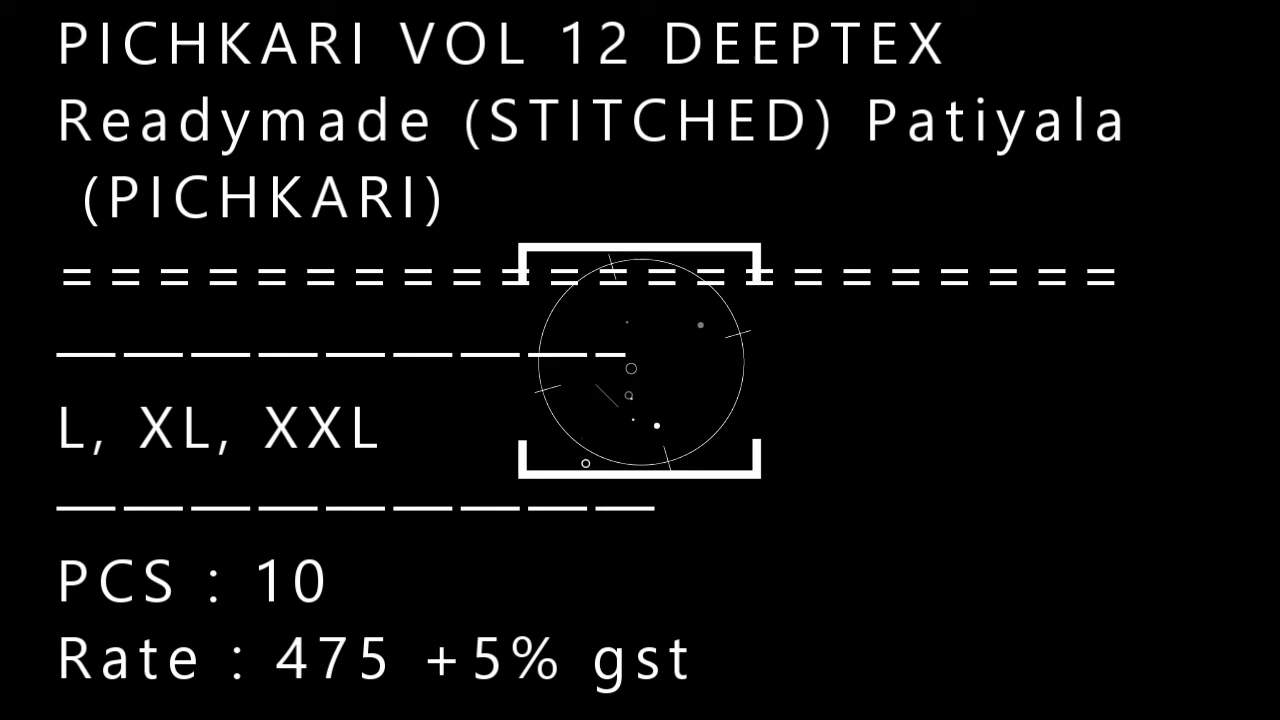 PICHKARI VOL 12 DEEPTEX
Readymade (STITCHED) Patiyala
(PICHKARI)
======================
—————————
L, XL, XXL
—————————
PCS : 10
Rate : 475 +5% gst